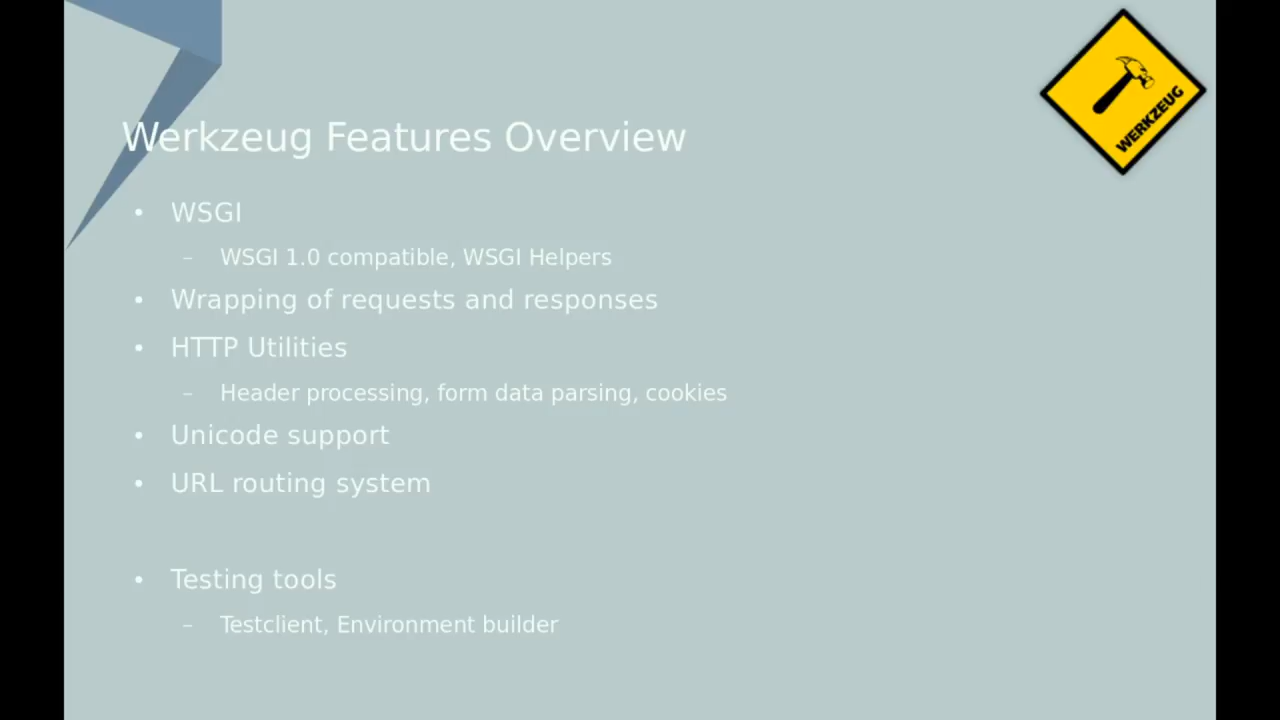 WERKZEUG
Werkzeug Features Overview
• WSGI
– WSGI 1.0 compatible, WSGI Helpers
• Wrapping of requests and responses
• HTTP Utilities
– Header processing, form data parsing, cookies
• Unicode support
• URL routing system
• Testing tools
– Testclient, Environment builder